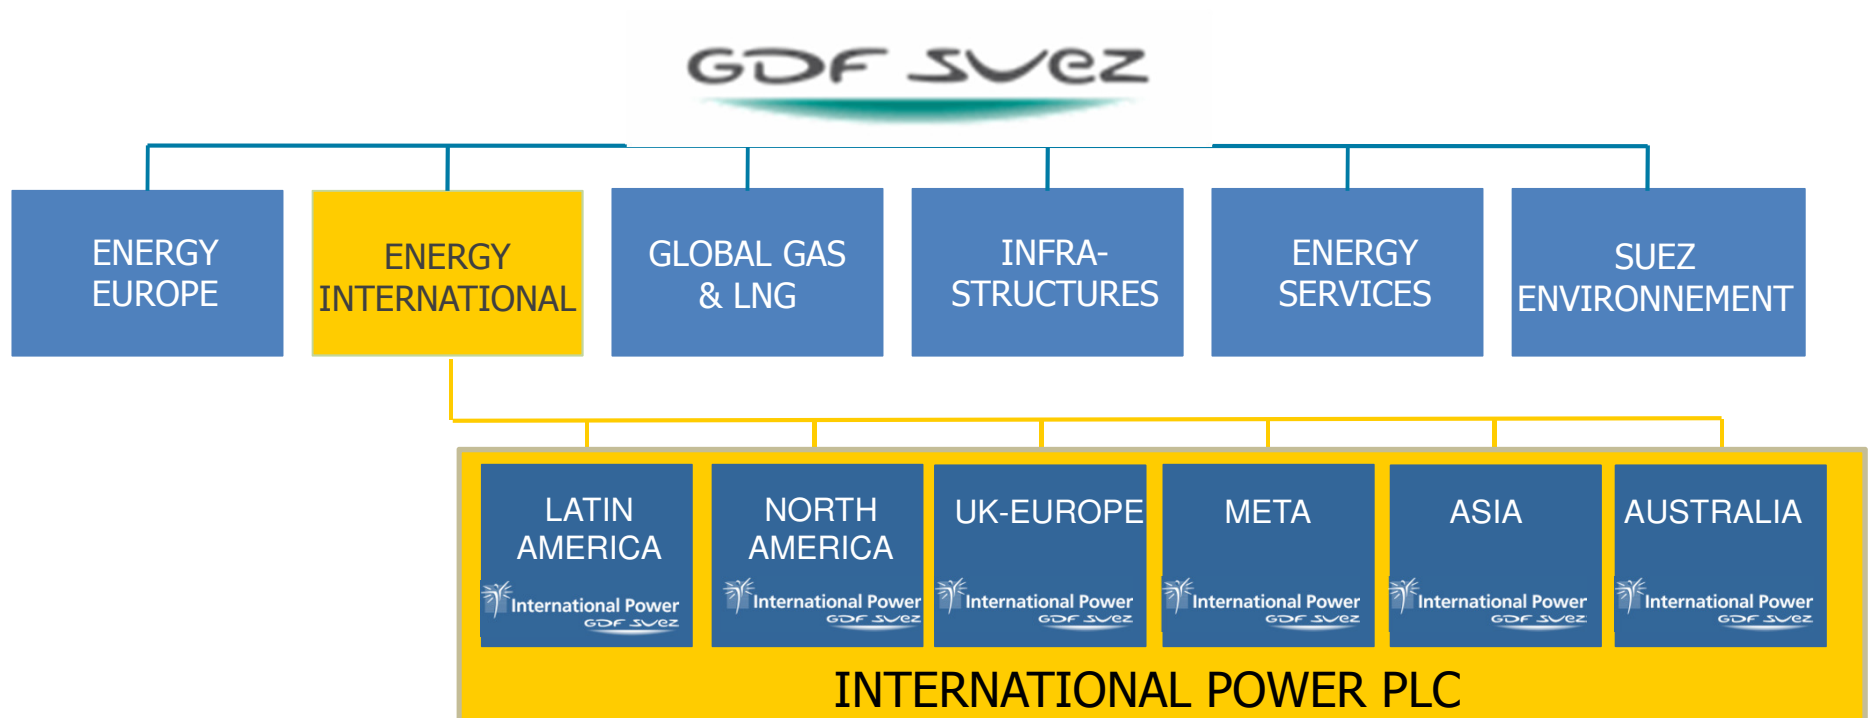 GDF SUEZ
ENERGY
EUROPE
ENERGY
INTERNATIONAL
GLOBAL GAS
& LNG
INFRA-
STRUCTURES
ENERGY
SERVICES
SUEZ
ENVIRONNEMENT
LATIN
AMERICA
International Power
GDF SUEZ
NORTH
AMERICA
International Power
GDF SUEZ
UK-EUROPE
International Power
GDF SUEZ
META
International Power
GDF SUEZ
ASIA
International Power
GDF SUEZ
AUSTRALIA
International Power
GDF SUEZ
INTERNATIONAL POWER PLC